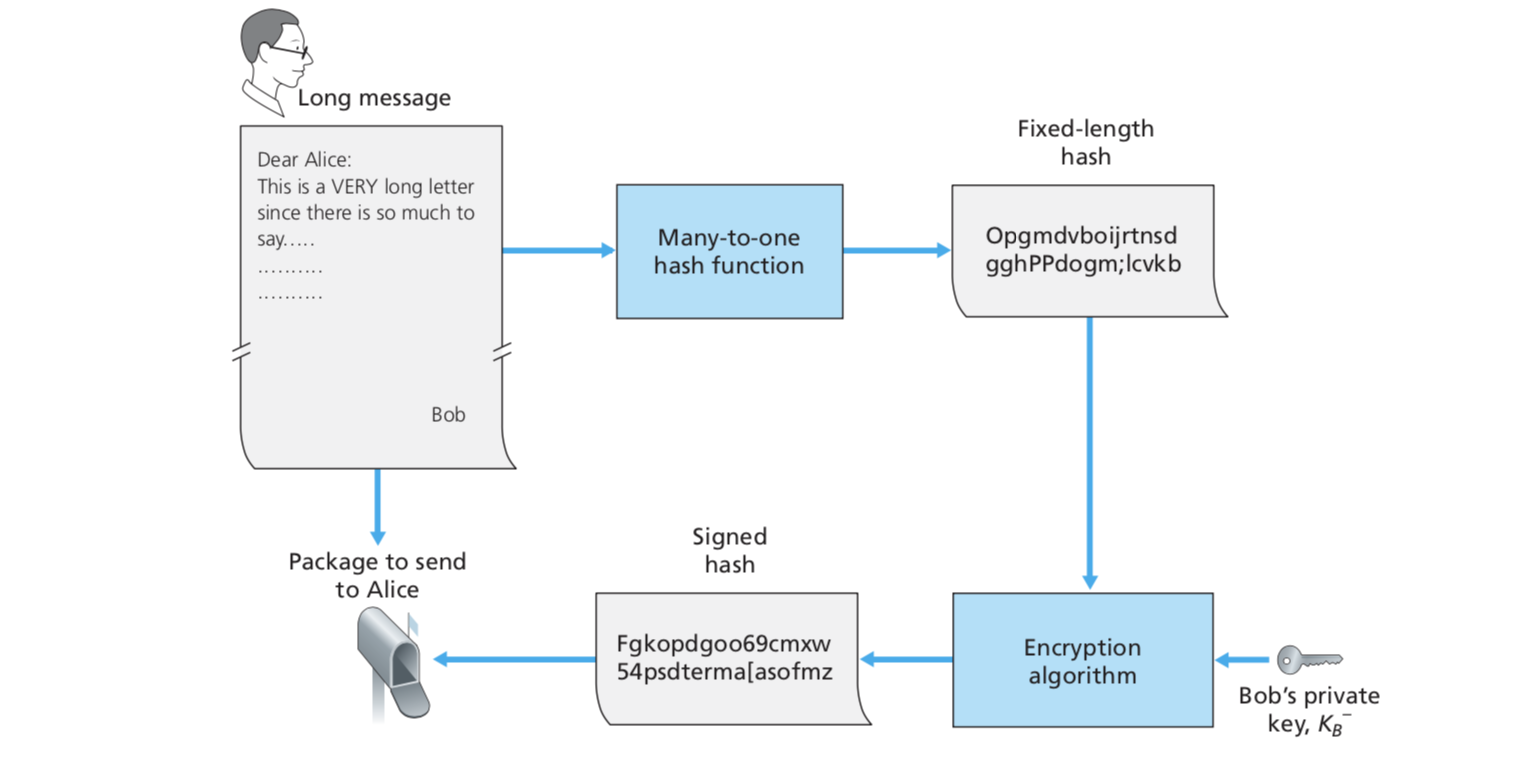 Long message
Dear Alice:
This is a VERY long letter
since there is so much to
say.....
..........
..........
Bob
Many-to-one
hash function
Fixed-length
hash
Opgmdvboijrtnsd
gghPPdogm;lcvkb
Package to send
to Alice
Signed
hash
Fgkopdgoo69cmxw
54psdterma[asofmz
Encryption
algorithm
Bob’s private
key, K_B^−